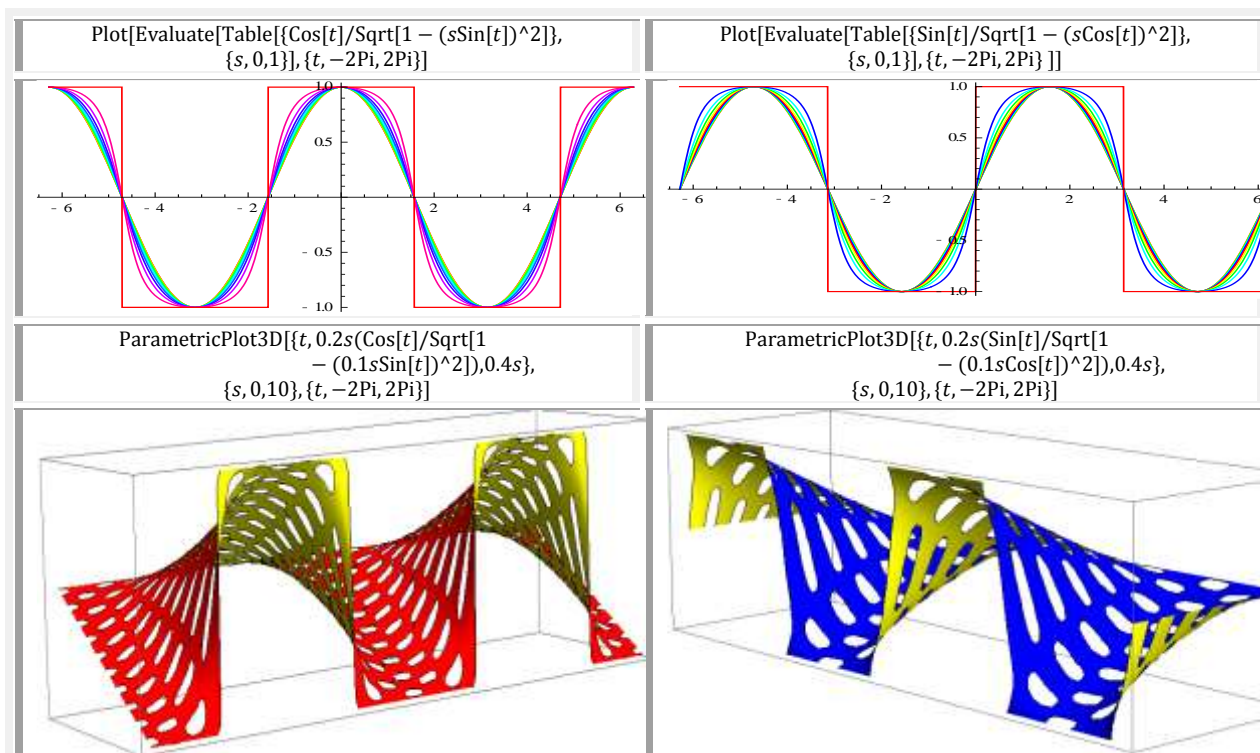 Plot[Evaluate[Table[{Cos[t]/Sqrt[1 − (sSin[t])^2]},
{s, 0,1}], {t, −2Pi, 2Pi}]
Plot[Evaluate[Table[{Sin[t]/Sqrt[1 − (sCos[t])^2]},
{s, 0,1}], {t, −2Pi, 2Pi} ]]
1.0
0.5
- 6
- 4
- 2
2
4
6
- 0.5
- 1.0
1.0
0.5
- 6
- 4
- 2
2
4
6
- 0.5
- 1.0
ParametricPlot3D[{t, 0.2s(Cos[t]/Sqrt[1
− (0.1sSin[t])^2]),0.4s},
{s, 0,10}, {t, −2Pi, 2Pi}]
ParametricPlot3D[{t, 0.2s(Sin[t]/Sqrt[1
− (0.1sCos[t])^2]),0.4s},
{s, 0,10}, {t, −2Pi, 2Pi}]